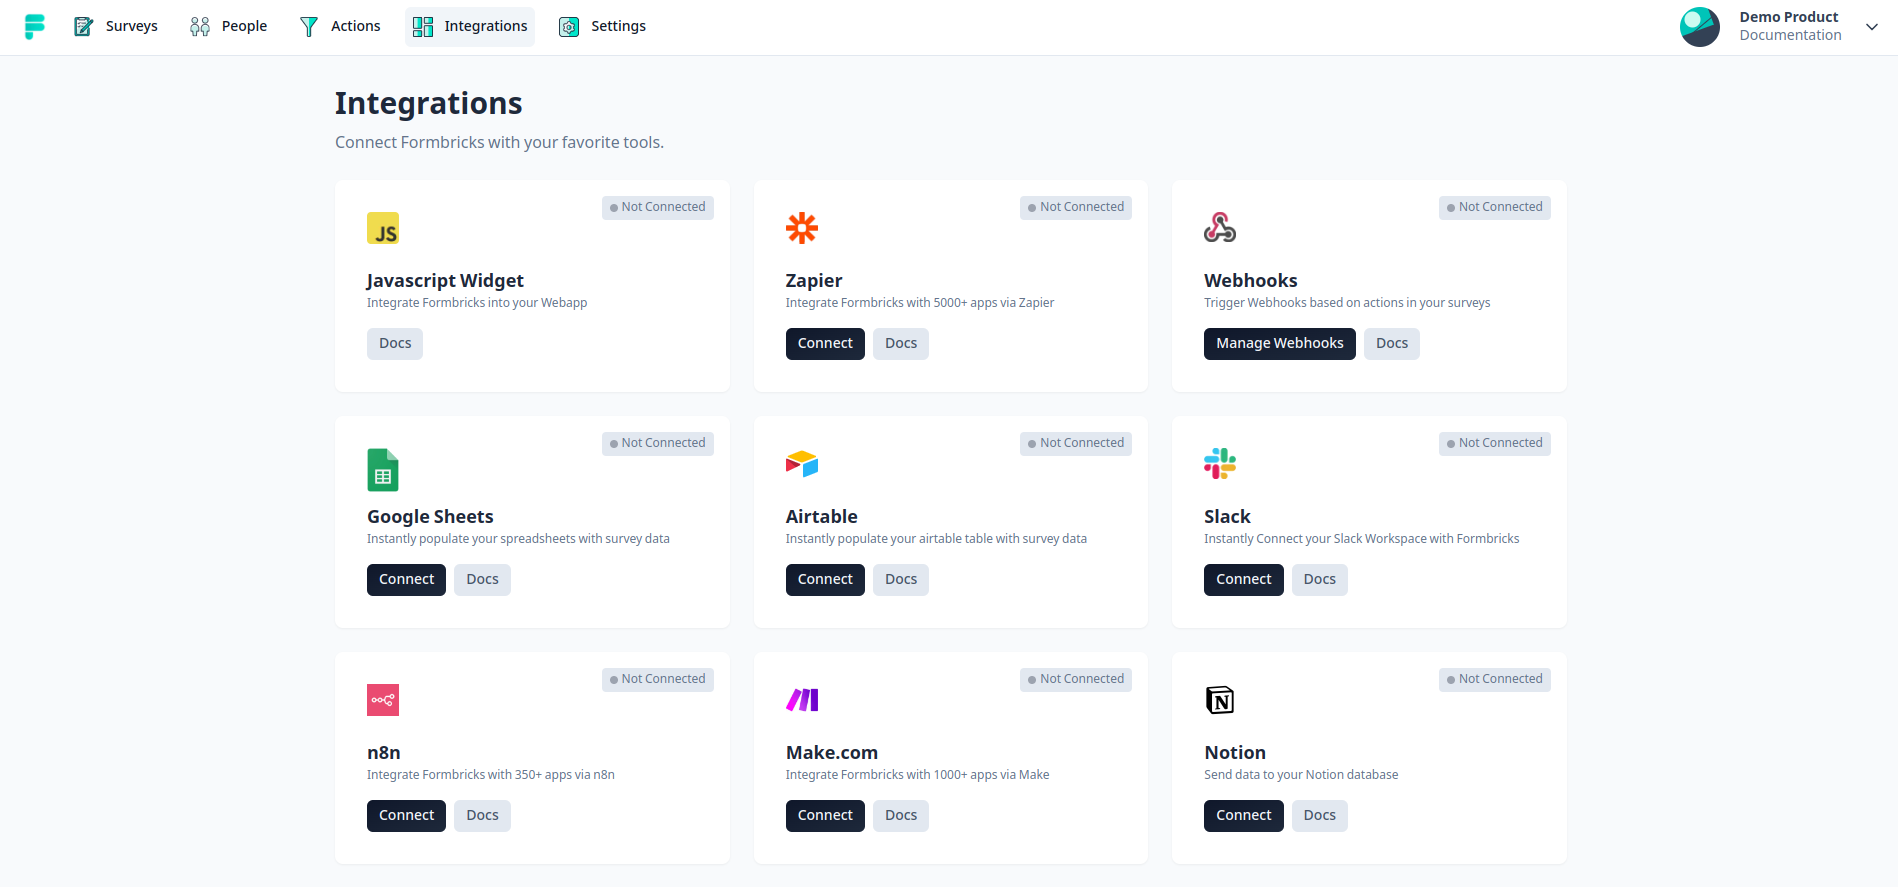 Surveys
People
Actions
Integrations
Settings
Demo Product
Documentation
Integrations
Connect Formbricks with your favorite tools.
Not Connected
JS
Javascript Widget
Integrate Formbricks into your Webapp
Docs
Not Connected
Zapier
Integrate Formbricks with 5000+ apps via Zapier
Connect
Docs
Not Connected
Webhooks
Trigger Webhooks based on actions in your surveys
Manage Webhooks
Docs
Not Connected
Google Sheets
Instantly populate your spreadsheets with survey data
Connect
Docs
Not Connected
Airtable
Instantly populate your airtable table with survey data
Connect
Docs
Not Connected
Slack
Instantly Connect your Slack Workspace with Formbricks
Connect
Docs
Not Connected
n8n
Integrate Formbricks with 350+ apps via n8n
Connect
Docs
Not Connected
Make.com
Integrate Formbricks with 1000+ apps via Make
Connect
Docs
Not Connected
N
Notion
Send data to your Notion database
Connect
Docs